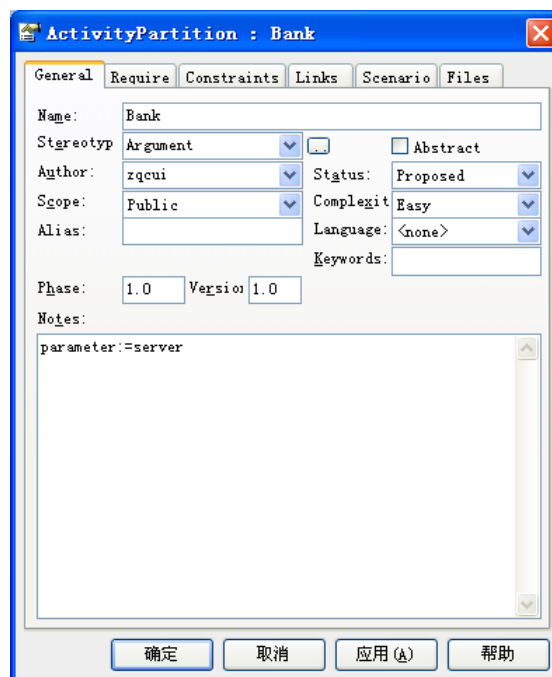 ActivityPartition : Bank
General Require Constraints Links Scenario Files
Name: Bank
Stereotyp Argument .. Abstract
Author: zqcui Status: Proposed
Scope: Public Complexit Easy
Alias: Language: <none>
Keywords:
Phase: 1.0 Version 1.0
Notes:
parameter:=server
确定 取消 应用(A) 帮助